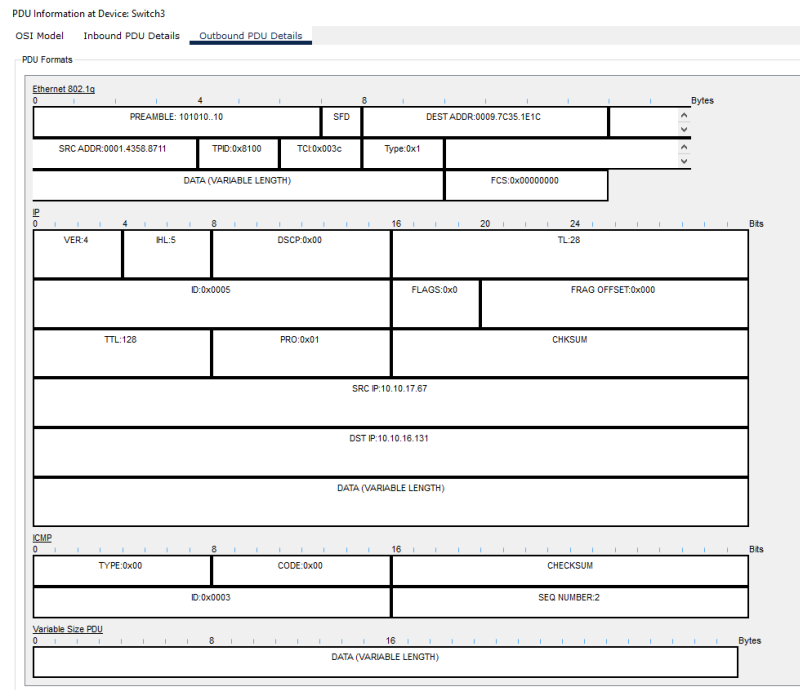 PDU Information at Device: Switch3
OSI Model Inbound PDU Details Outbound PDU Details
PDU Formats
Ethernet 802.1q
0 4 8 Bytes
PREAMBLE: 101010..10 SFD DEST ADDR:0009.7C35.1E1C
SRC ADDR:0001.4358.8711 TPID:0x8100 TCI:0x003c Type:0x1
DATA (VARIABLE LENGTH) FCS:0x00000000
IP
0 4 8 16 20 24 Bits
VER:4 IHL:5 DSCP:0x00 TL:28
ID:0x0005 FLAGS:0x0 FRAG OFFSET:0x000
TTL:128 PRO:0x01 CHKSUM
SRC IP:10.10.17.67
DST IP:10.10.16.131
DATA (VARIABLE LENGTH)
ICMP
0 8 16 Bits
TYPE:0x00 CODE:0x00 CHECKSUM
ID:0x0003 SEQ NUMBER:2
Variable Size PDU
0 8 16 Bytes
DATA (VARIABLE LENGTH)